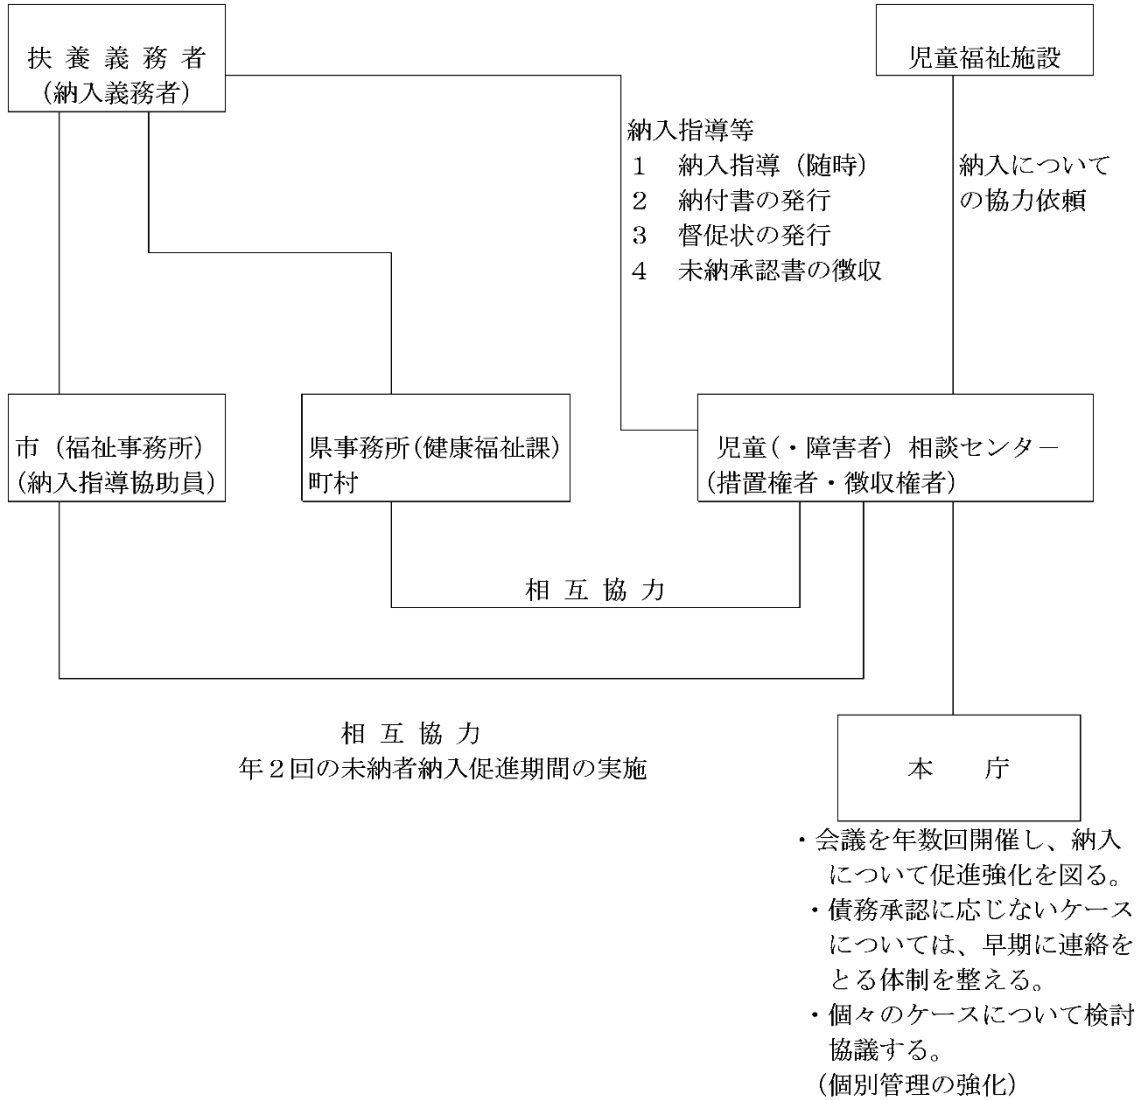 扶 養 義 務 者
(納入義務者)
児童福祉施設
納入指導等
１　納入指導（随時）
２　納付書の発行
３　督促状の発行
４　未納承認書の徴収
納入について
の協力依頼
市（福祉事務所）
(納入指導協助員)
県事務所(健康福祉課)
町村
児童(・障害者）相談センター
(措置権者・徴収権者)
相 互 協 力
相 互 協 力
年２回の未納者納入促進期間の実施
本　　庁
・会議を年数回開催し、納入
について促進強化を図る。
・債務承認に応じないケース
については、早期に連絡を
とる体制を整える。
・個々のケースについて検討
協議する。
（個別管理の強化）